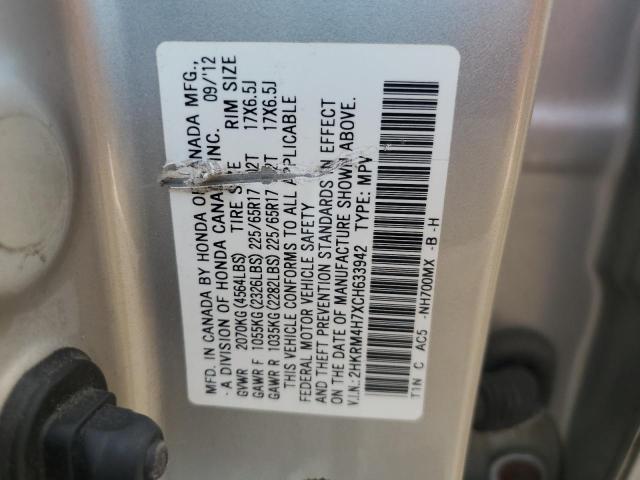 MFD. IN CANADA BY HONDA OF CANADA MFG.,
- A DIVISION OF HONDA CANADA INC. 09/'12
GVWR 2070KG (4564LBS) TIRE SIZE RIM SIZE
GAWR F 1055KG (2326LBS) 225/65R17 17X6.5J
GAWR R 1035KG (2282LBS) 225/65R17 17X6.5J
THIS VEHICLE CONFORMS TO ALL APPLICABLE
FEDERAL MOTOR VEHICLE SAFETY
AND THEFT PREVENTION STANDARDS IN EFFECT
ON THE DATE OF MANUFACTURE SHOWN ABOVE.
V.I.N.: 2HKRM4H7XCH633942 TYPE: MPV
T1N C AC5 -NH700MX -B -H